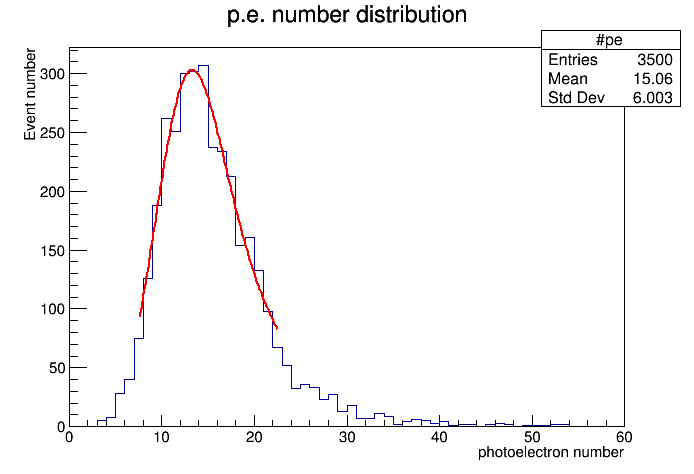 p.e. number distribution
#pe
Entries 3500
Mean 15.06
Std Dev 6.003
Event number
300
250
200
150
100
50
0
0 10 20 30 40 50 60
photoelectron number